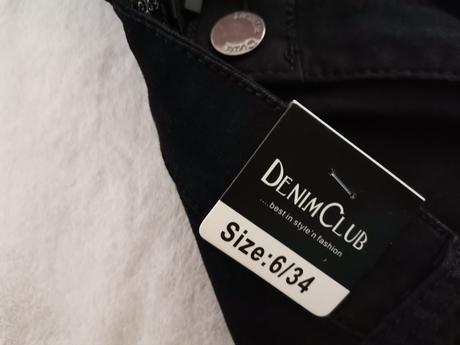 DENIMCLUB
....best in style'n fashion
Size:6/34